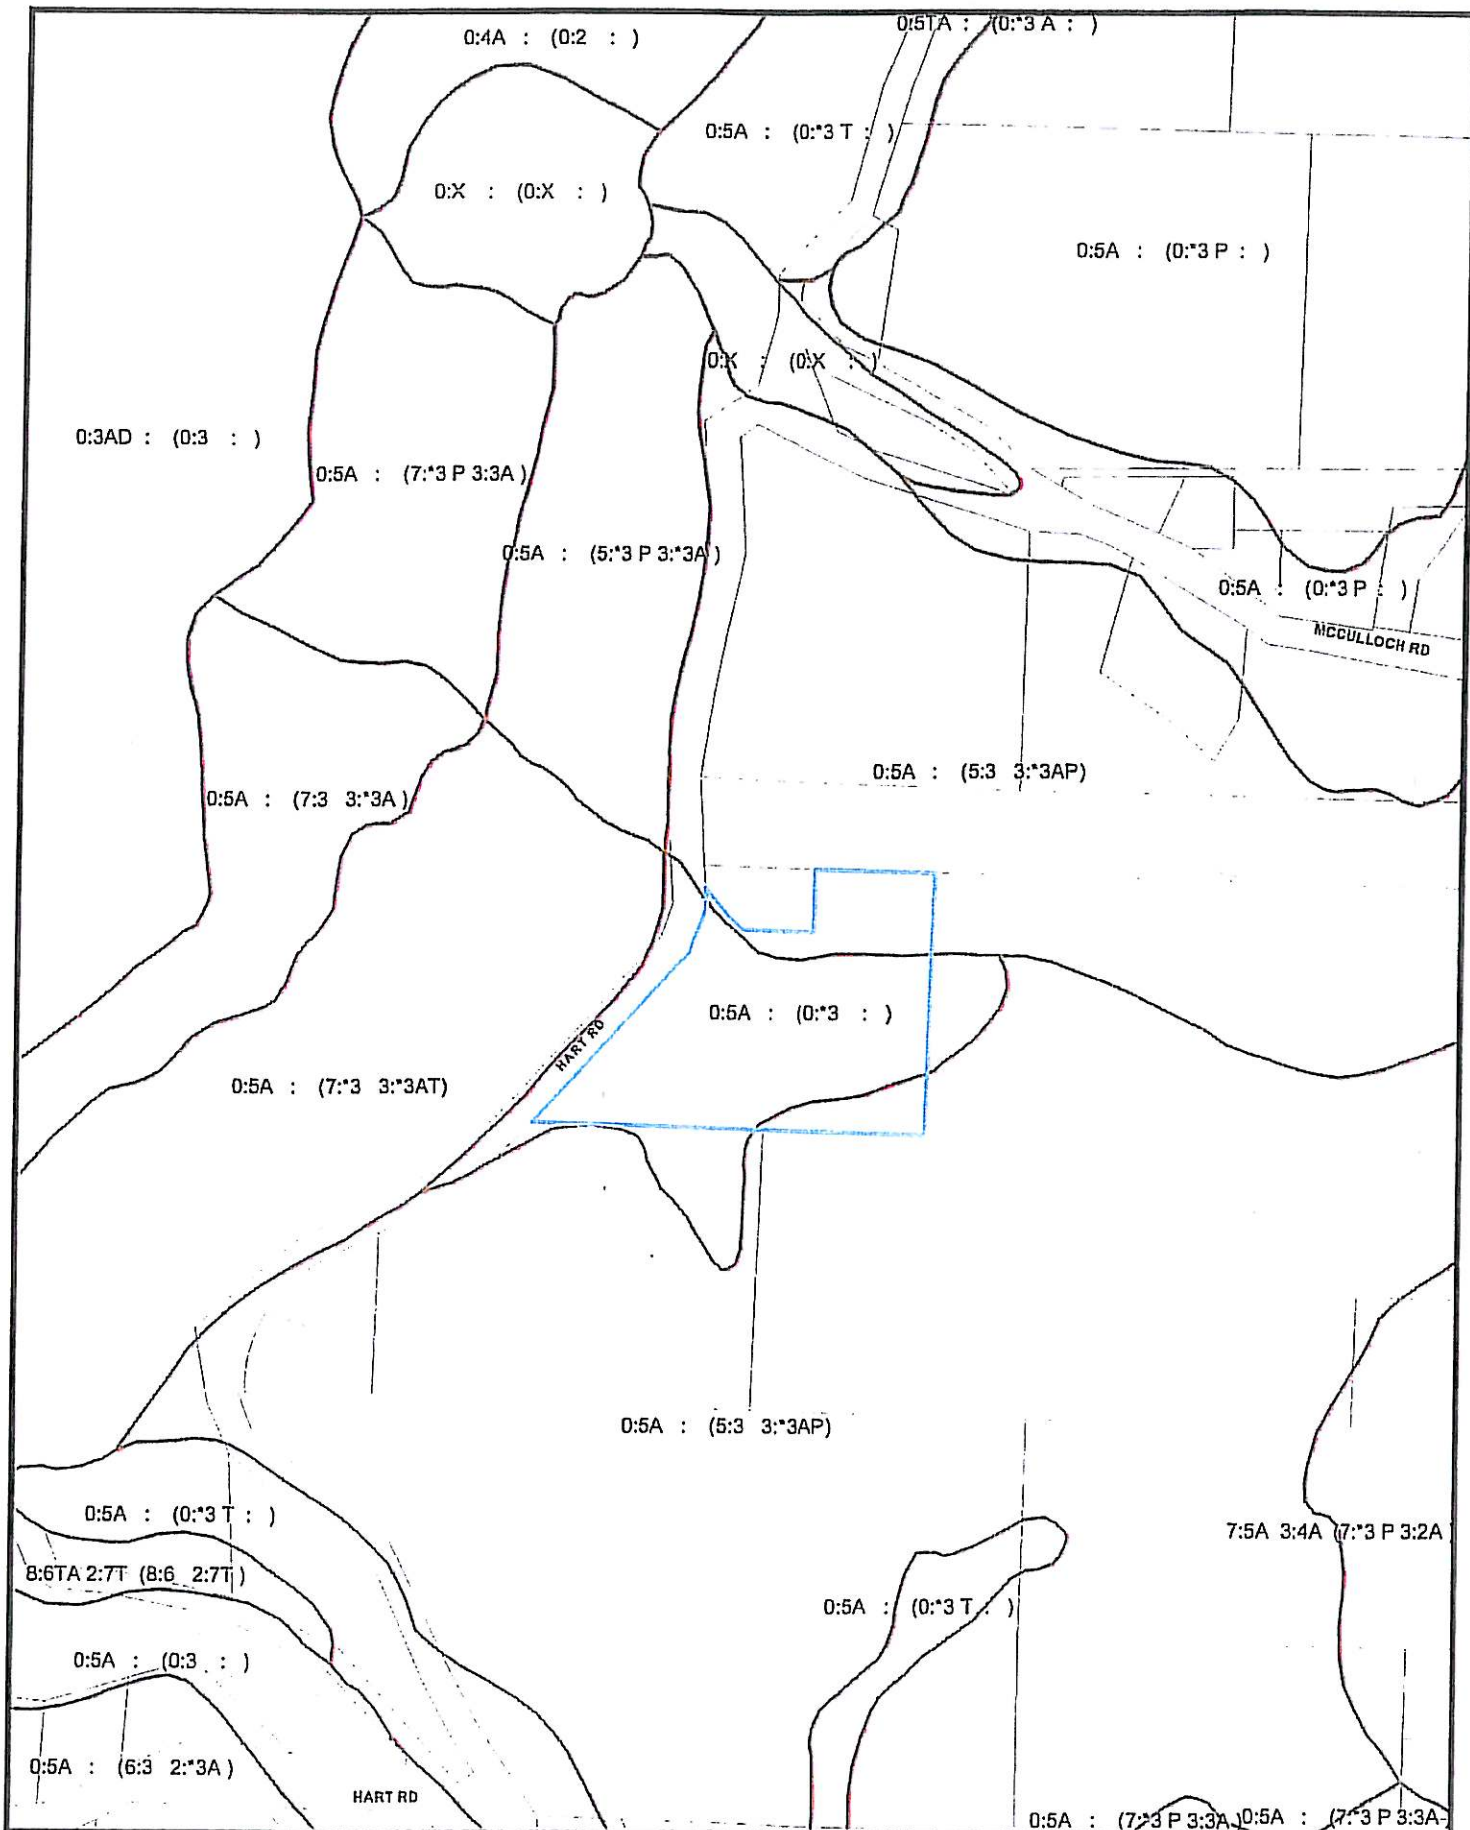 0:4A : (0:2 : )
0:5TA : (0:*3 A : )
0:5A : (0:*3 T : )
0:X : (0:X : )
0:5A : (0:*3 P : )
0:X : (0:X : )
0:3AD : (0:3 : )
0:5A : (7:*3 P 3:3A )
0:5A : (5:*3 P 3:*3A )
0:5A : (0:*3 P : )
MCCULLOCH RD
0:5A : (5:3 3:*3AP)
0:5A : (7:3 3:*3A )
0:5A : (0:*3 : )
HART RD
0:5A : (7:*3 3:*3AT)
0:5A : (5:3 3:*3AP)
0:5A : (0:*3 T : )
7:5A 3:4A (7:*3 P 3:2A
8:6TA 2:7T (8:6 2:7T )
0:5A : (0:*3 T : )
0:5A : (0:3 : )
0:5A : (6:3 2:*3A )
HART RD
0:5A : (7:*3 P 3:3A )
0:5A : (7:*3 P 3:3A